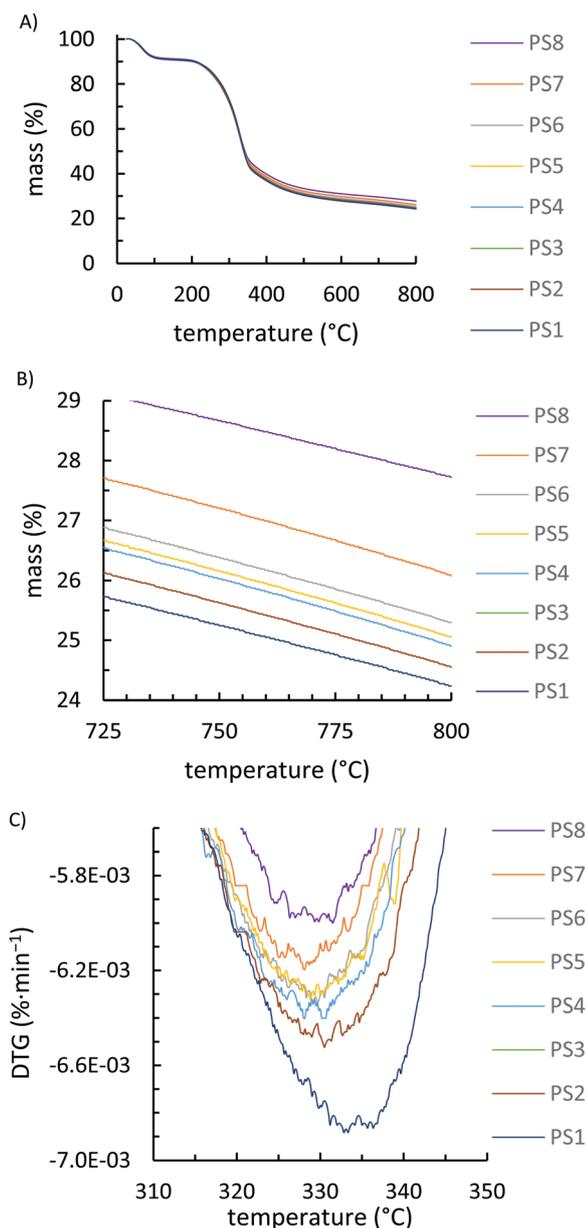 A)
100
80
60
40
20
0
mass (%)
0 200 400 600 800
temperature (°C)
PS8
PS7
PS6
PS5
PS4
PS3
PS2
PS1
B)
29
28
27
26
25
24
mass (%)
725 750 775 800
temperature (°C)
PS8
PS7
PS6
PS5
PS4
PS3
PS2
PS1
C)
-5.8E-03
-6.2E-03
-6.6E-03
-7.0E-03
DTG (%·min⁻¹)
310 320 330 340 350
temperature (°C)
PS8
PS7
PS6
PS5
PS4
PS3
PS2
PS1